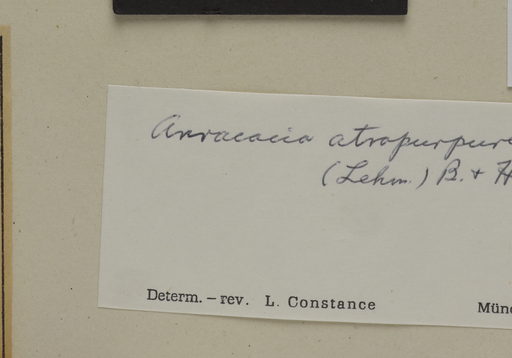 Arracacia atropurpure
(Lehm.) B. + H
Determ. – rev. L. Constance
Münc